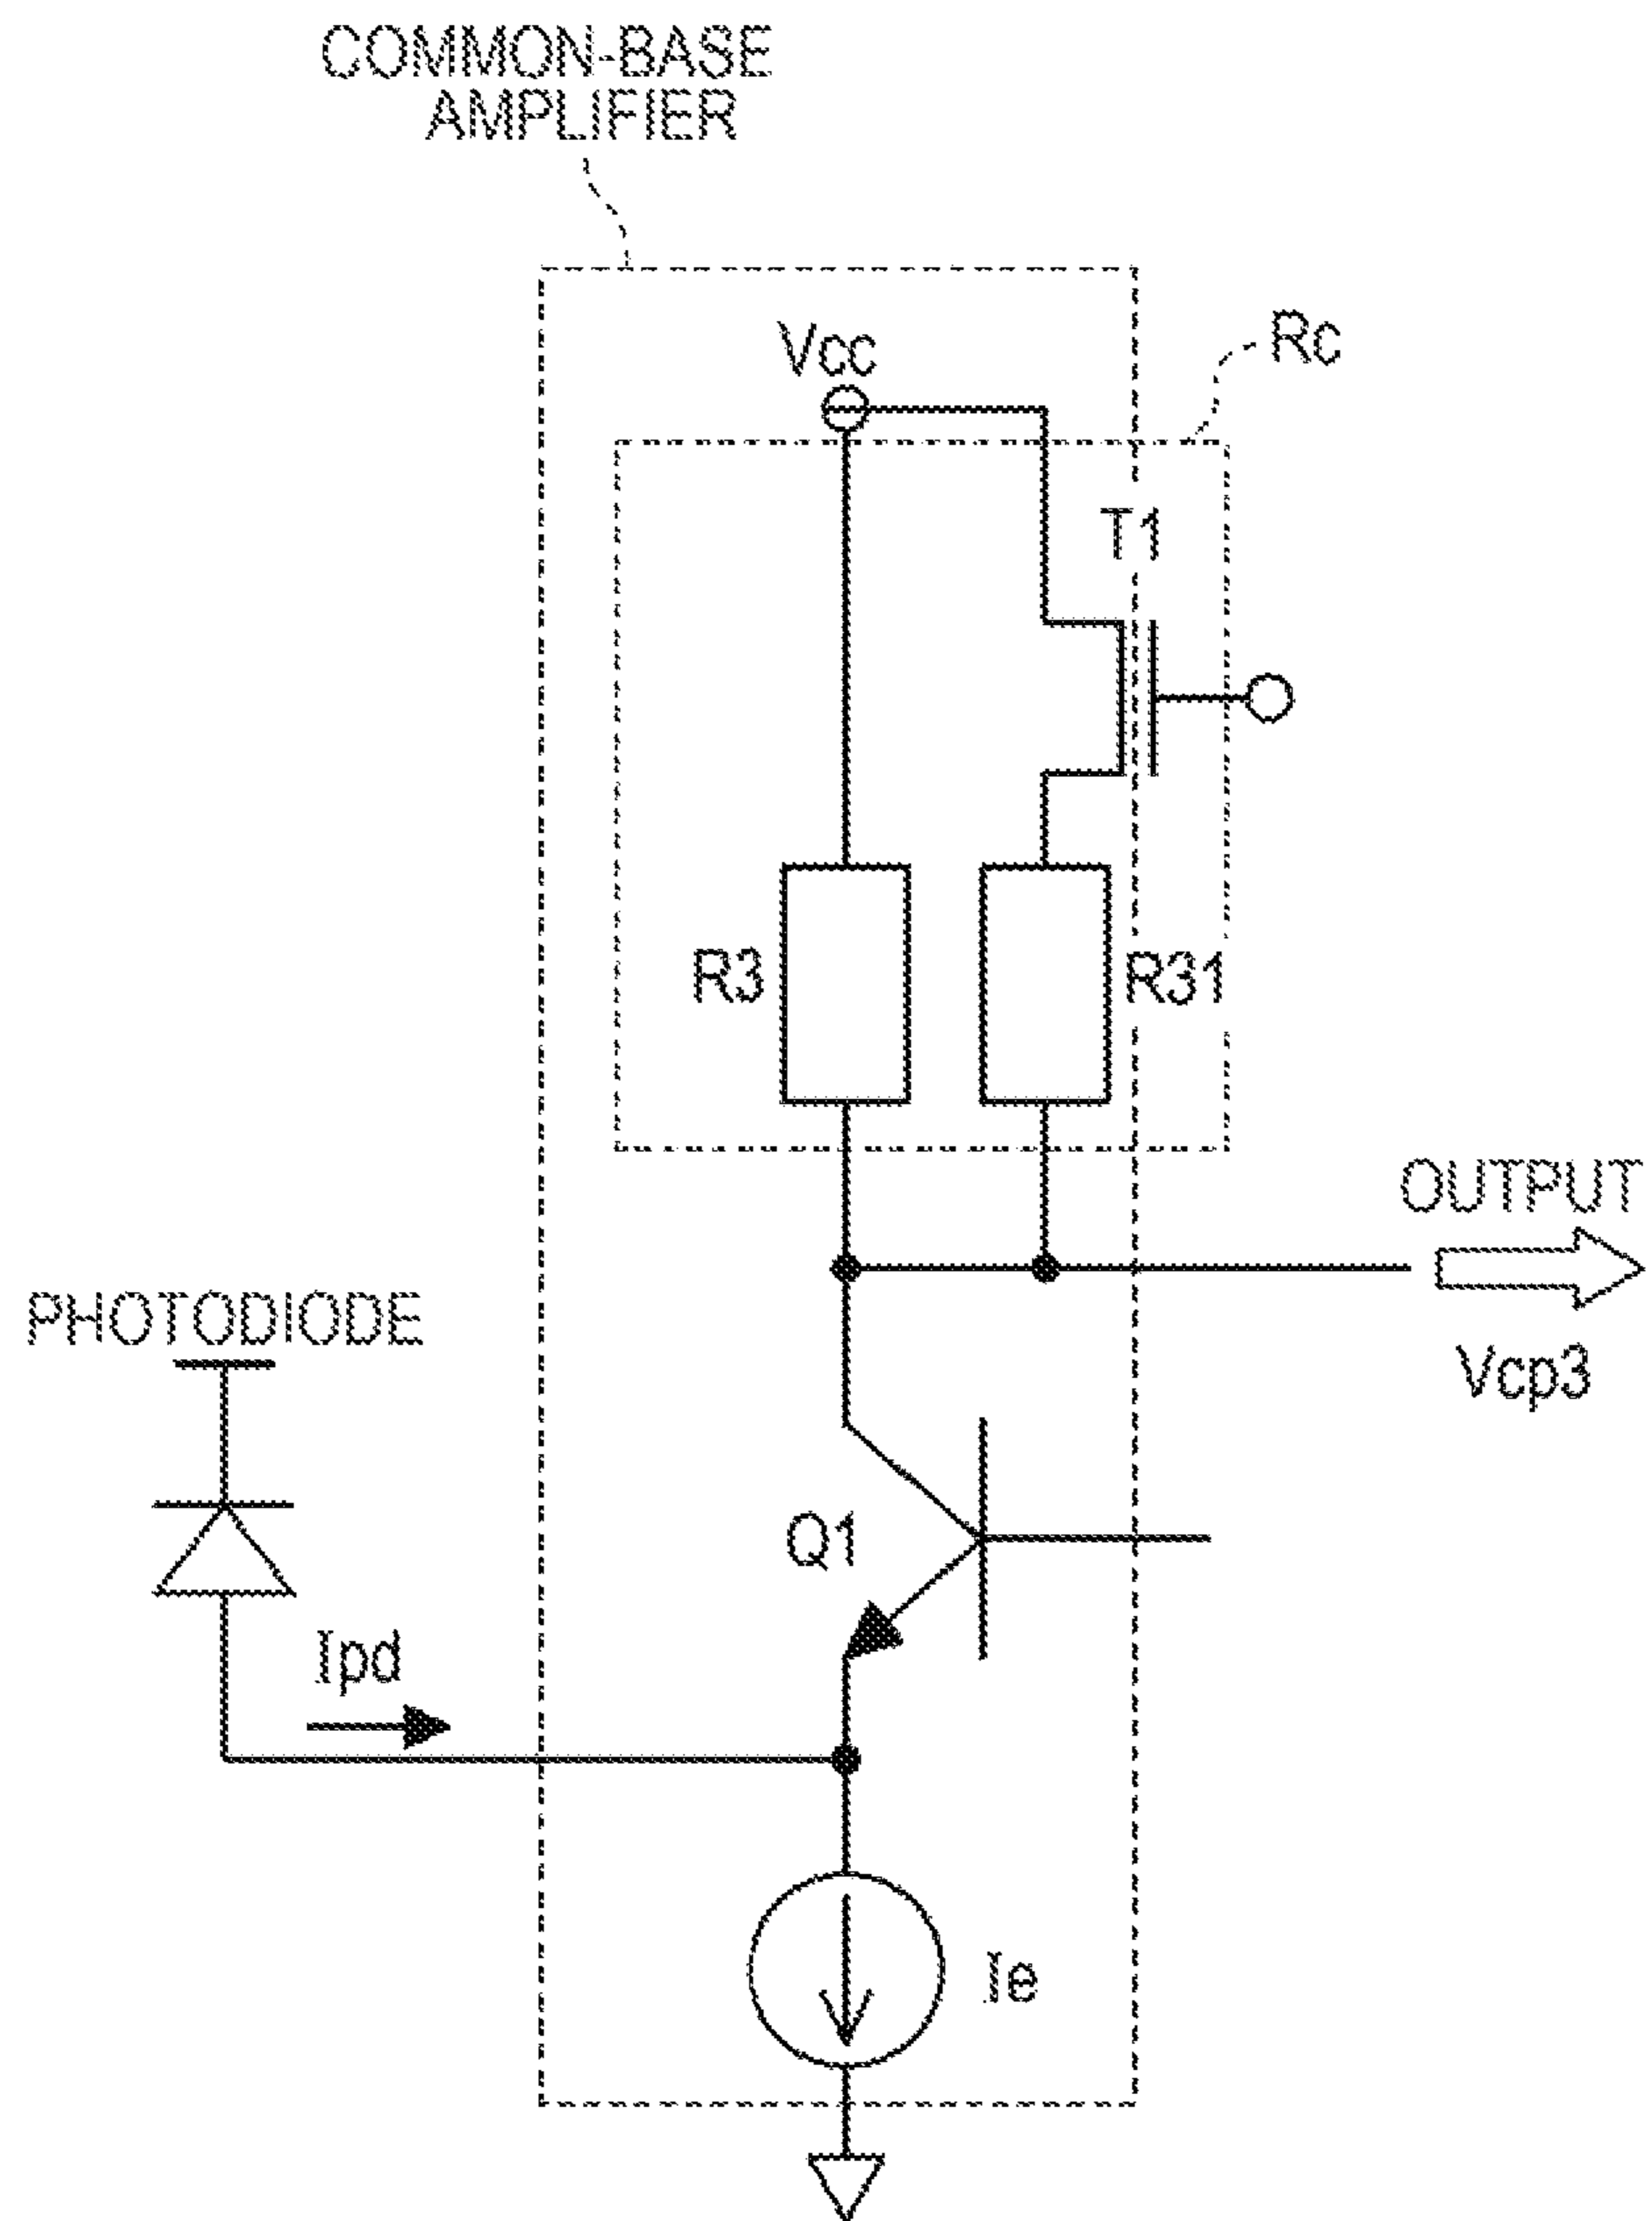 COMMON-BASE
AMPLIFIER
Vcc
Rc
T1
R3
R31
OUTPUT
PHOTODIODE
Vcp3
Q1
Ipd
Ie